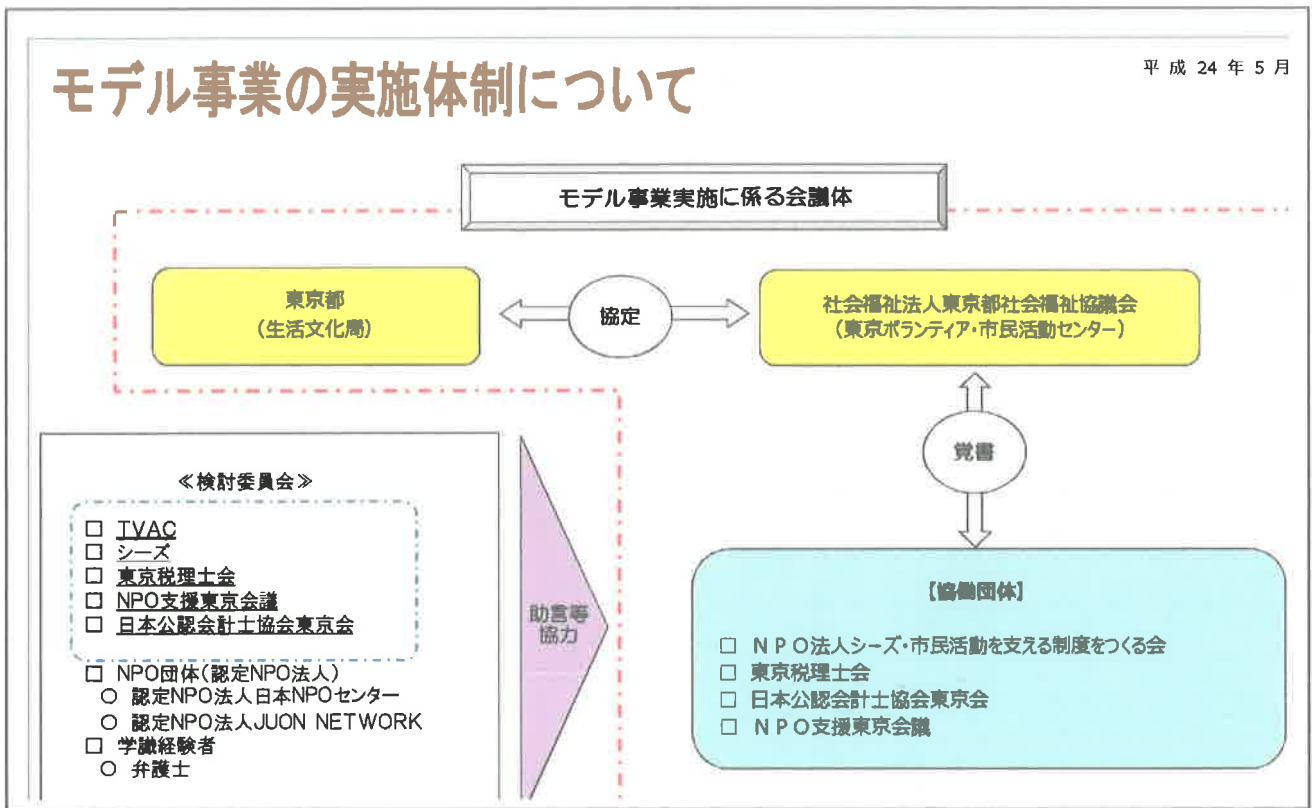 モデル事業の実施体制について
平成24年5月
モデル事業実施に係る会議体
東京都
(生活文化局)
協定
社会福祉法人東京都社会福祉協議会
(東京ボランティア・市民活動センター)
覚書
≪検討委員会≫
□ TVAC
□ シーズ
□ 東京税理士会
□ NPO支援東京会議
□ 日本公認会計士協会東京会
□ NPO団体(認定NPO法人)
○ 認定NPO法人日本NPOセンター
○ 認定NPO法人JUON NETWORK
□ 学識経験者
○ 弁護士
助言等
協力
【協働団体】
□ NPO法人シーズ・市民活動を支える制度をつくる会
□ 東京税理士会
□ 日本公認会計士協会東京会
□ NPO支援東京会議